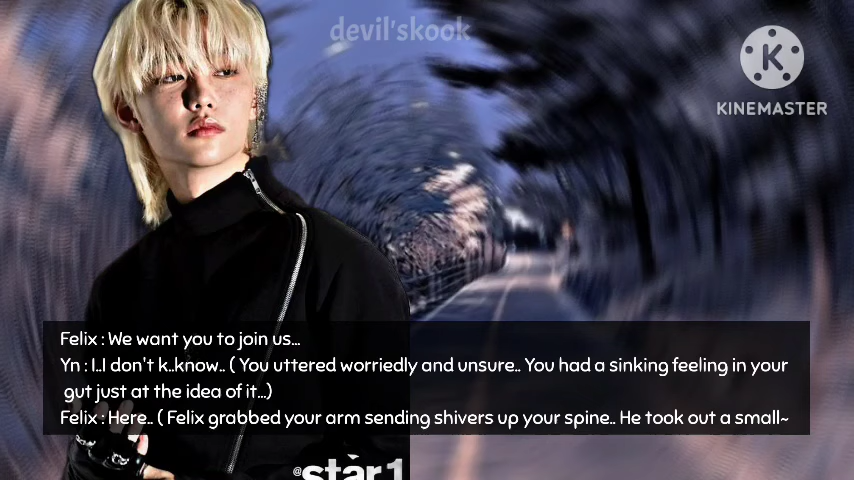 devil'skook
KINEMASTER
Felix : We want you to join us...
Yn : I..I don't k..know.. ( You uttered worriedly and unsure.. You had a sinking feeling in your
gut just at the idea of it...)
Felix : Here.. ( Felix grabbed your arm sending shivers up your spine.. He took out a small~
@star1